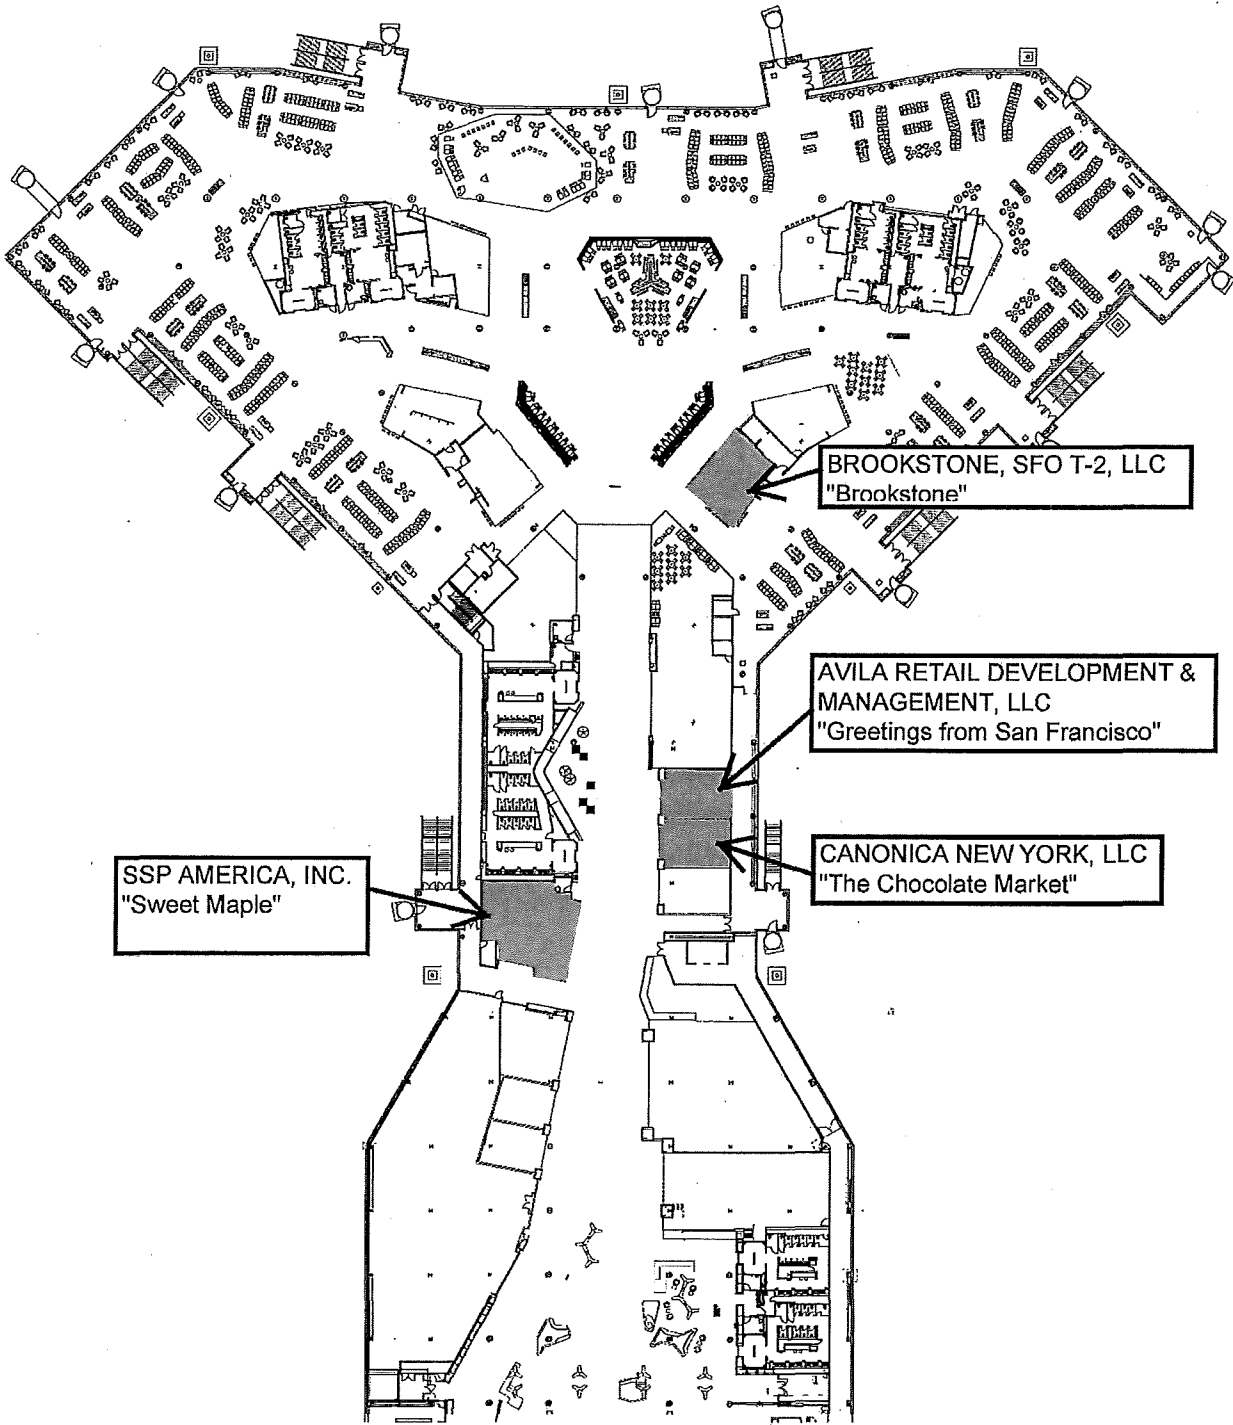 BROOKSTONE, SFO T-2, LLC
"Brookstone"
AVILA RETAIL DEVELOPMENT &
MANAGEMENT, LLC
"Greetings from San Francisco"
CANONICA NEW YORK, LLC
"The Chocolate Market"
SSP AMERICA, INC.
"Sweet Maple"